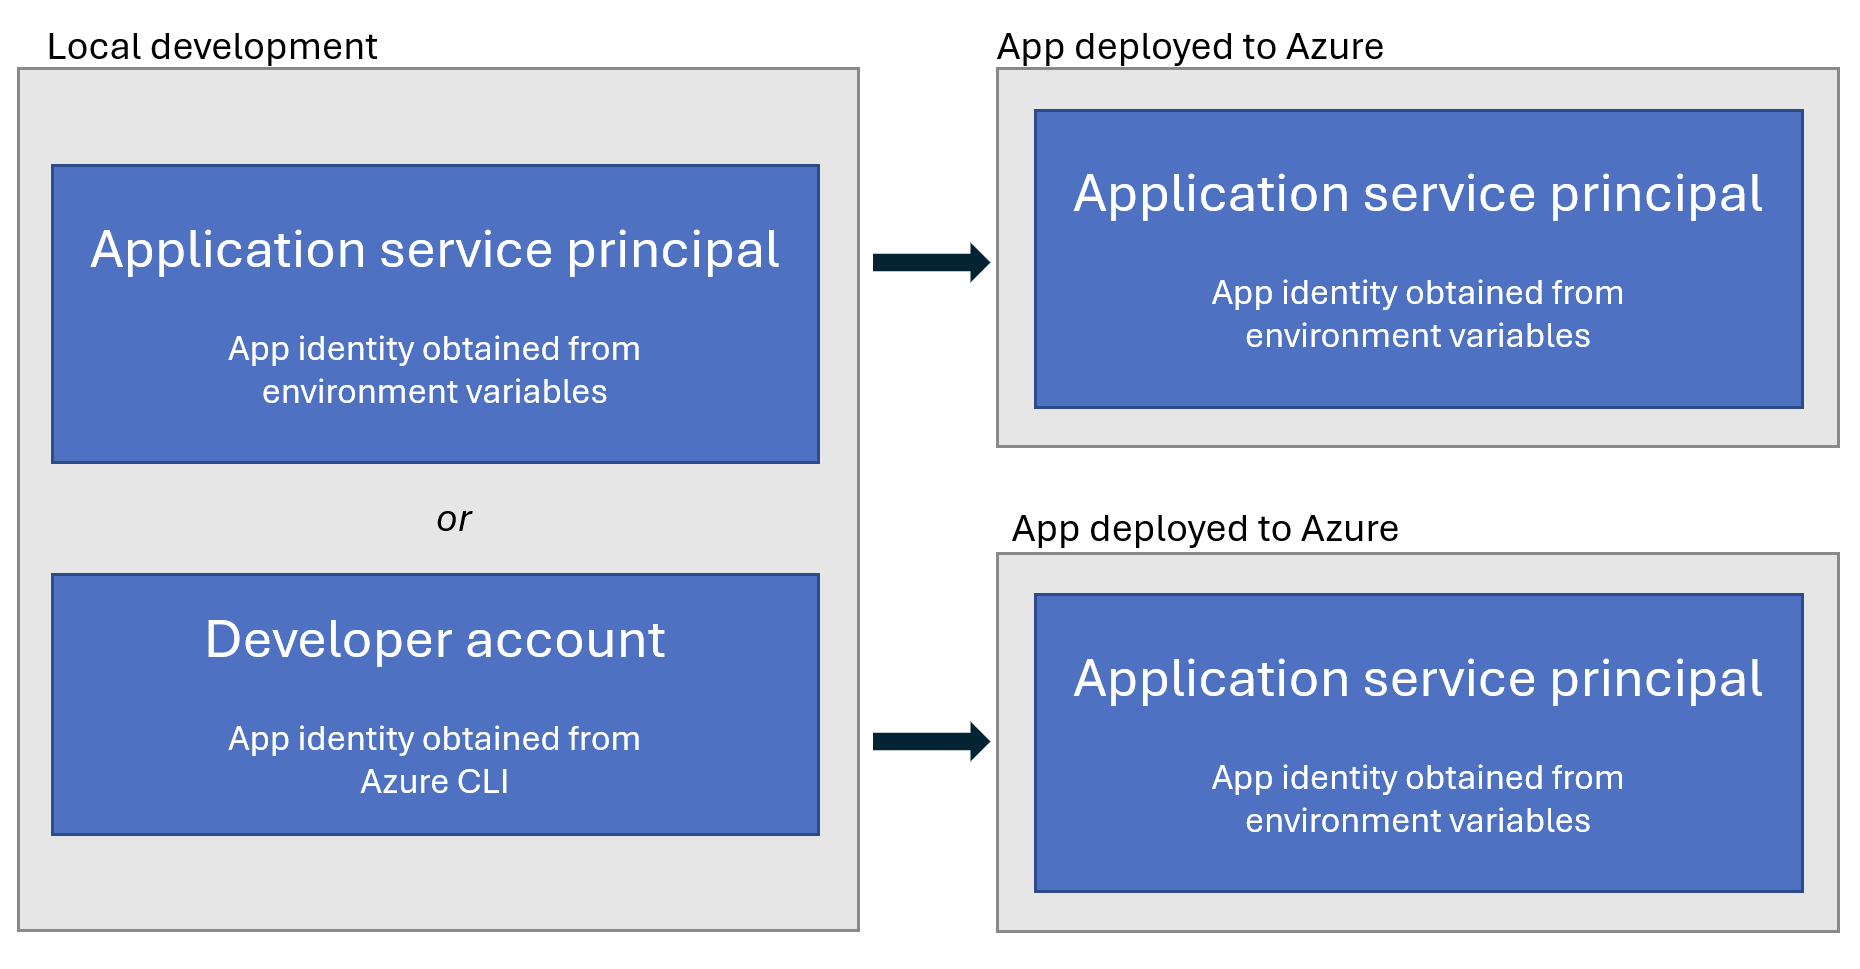 Local development
Application service principal
App identity obtained from
environment variables
or
Developer account
App identity obtained from
Azure CLI
App deployed to Azure
Application service principal
App identity obtained from
environment variables
App deployed to Azure
Application service principal
App identity obtained from
environment variables